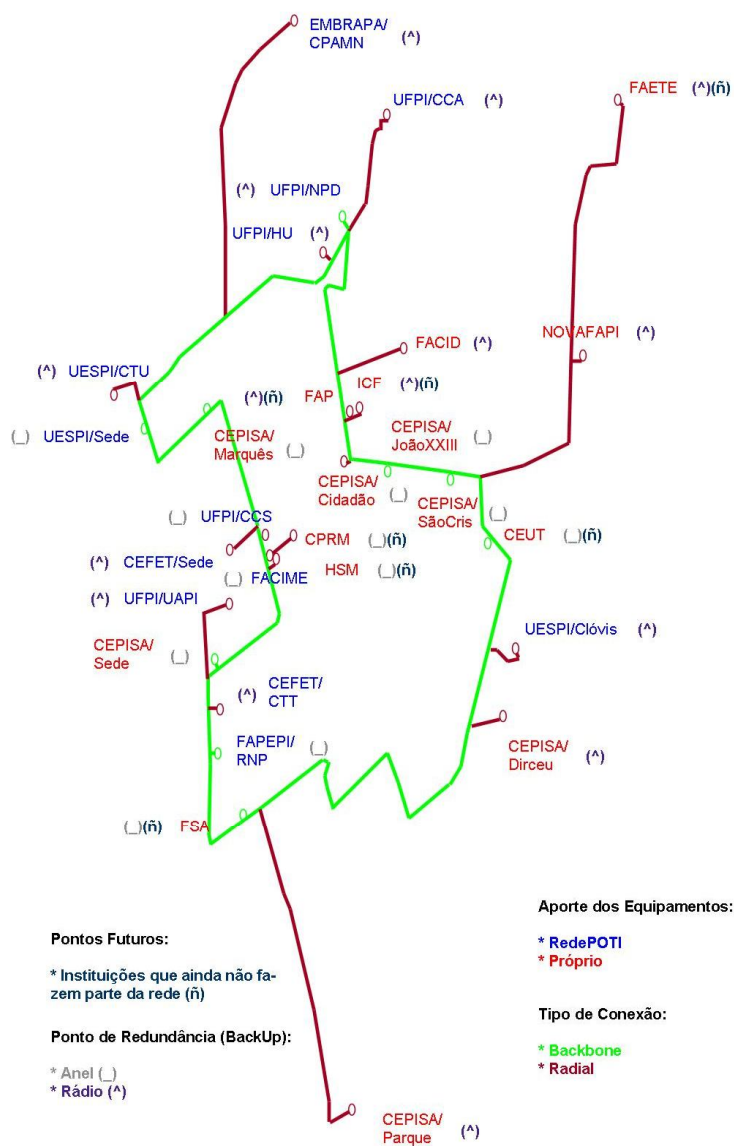 EMBRAPA/
CPAMN (^)
FAETE (^)(ñ)
UFPI/CCA (^)
(^) UFPI/NPD
UFPI/HU (^)
NOVAFAPI (^)
FACID (^)
(^) UESPI/CTU
ICF (^)(ñ)
FAP
(^)(ñ)
(_) UESPI/Sede
CEPISA/
Marquês (_)
CEPISA/
JoãoXXIII (_)
CEPISA/
Cidadão (_)
CEPISA/
SãoCris (_)
(_) UFPI/CCS
CEUT (_)(ñ)
CPRM (_)(ñ)
(^) CEFET/Sede
(_) FACIME
HSM (_)(ñ)
(^) UFPI/UAPI
UESPI/Clóvis (^)
CEPISA/
Sede (_)
(^) CEFET/
CTT
FAPEPI/
RNP (_)
CEPISA/
Dirceu (^)
(_)(ñ) FSA
Pontos Futuros:
* Instituições que ainda não fa-
zem parte da rede (ñ)
Ponto de Redundância (BackUp):
* Anel (_)
* Rádio (^)
Aporte dos Equipamentos:
* RedePOTI
* Próprio
Tipo de Conexão:
* Backbone
* Radial
CEPISA/
Parque (^)